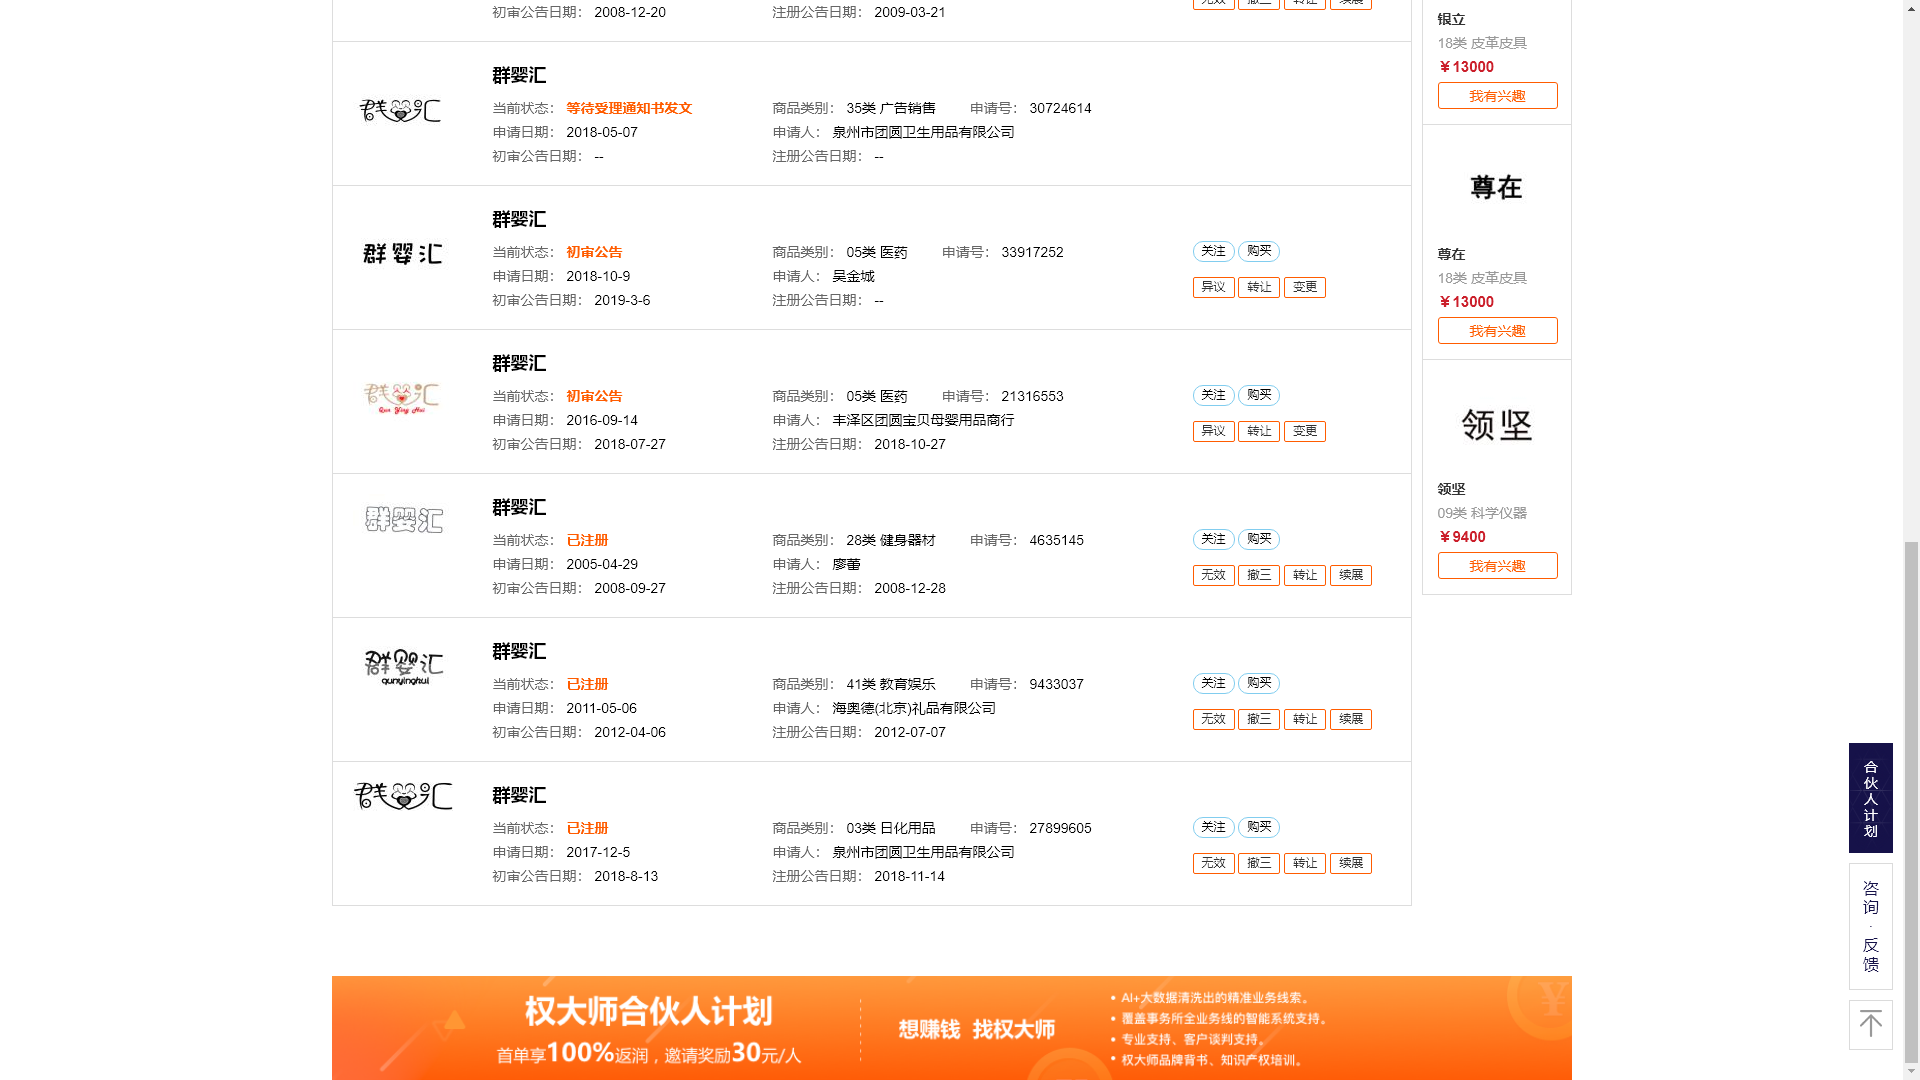 初审公告日期： 2008-12-20 注册公告日期： 2009-03-21
无效 撤三 转让 续展
群婴汇
群婴汇
当前状态： 等待受理通知书发文 商品类别： 35类 广告销售 申请号： 30724614
申请日期： 2018-05-07 申请人： 泉州市团圆卫生用品有限公司
初审公告日期： -- 注册公告日期： --
群婴汇
群婴汇
当前状态： 初审公告 商品类别： 05类 医药 申请号： 33917252
关注 购买
申请日期： 2018-10-9 申请人： 吴金城
异议 转让 变更
初审公告日期： 2019-3-6 注册公告日期： --
群婴汇
群婴汇
Qun Ying Hui
当前状态： 初审公告 商品类别： 05类 医药 申请号： 21316553
关注 购买
申请日期： 2016-09-14 申请人： 丰泽区团圆宝贝母婴用品商行
异议 转让 变更
初审公告日期： 2018-07-27 注册公告日期： 2018-10-27
群婴汇
群婴汇
当前状态： 已注册 商品类别： 28类 健身器材 申请号： 4635145
关注 购买
申请日期： 2005-04-29 申请人： 廖蕾
无效 撤三 转让 续展
初审公告日期： 2008-09-27 注册公告日期： 2008-12-28
群婴汇
群婴汇
qunyinghui
当前状态： 已注册 商品类别： 41类 教育娱乐 申请号： 9433037
关注 购买
申请日期： 2011-05-06 申请人： 海奥德(北京)礼品有限公司
无效 撤三 转让 续展
初审公告日期： 2012-04-06 注册公告日期： 2012-07-07
群婴汇
群婴汇
当前状态： 已注册 商品类别： 03类 日化用品 申请号： 27899605
关注 购买
申请日期： 2017-12-5 申请人： 泉州市团圆卫生用品有限公司
无效 撤三 转让 续展
初审公告日期： 2018-8-13 注册公告日期： 2018-11-14
银立
18类 皮革皮具
￥13000
我有兴趣
尊在
尊在
18类 皮革皮具
￥13000
我有兴趣
领坚
领坚
09类 科学仪器
￥9400
我有兴趣
合伙人计划
咨询·反馈
权大师合伙人计划
首单享100%返润，邀请奖励30元/人
想赚钱 找权大师
• AI+大数据清洗出的精准业务线索。
• 覆盖事务所全业务线的智能系统支持。
• 专业支持、客户谈判支持。
• 权大师品牌背书、知识产权培训。